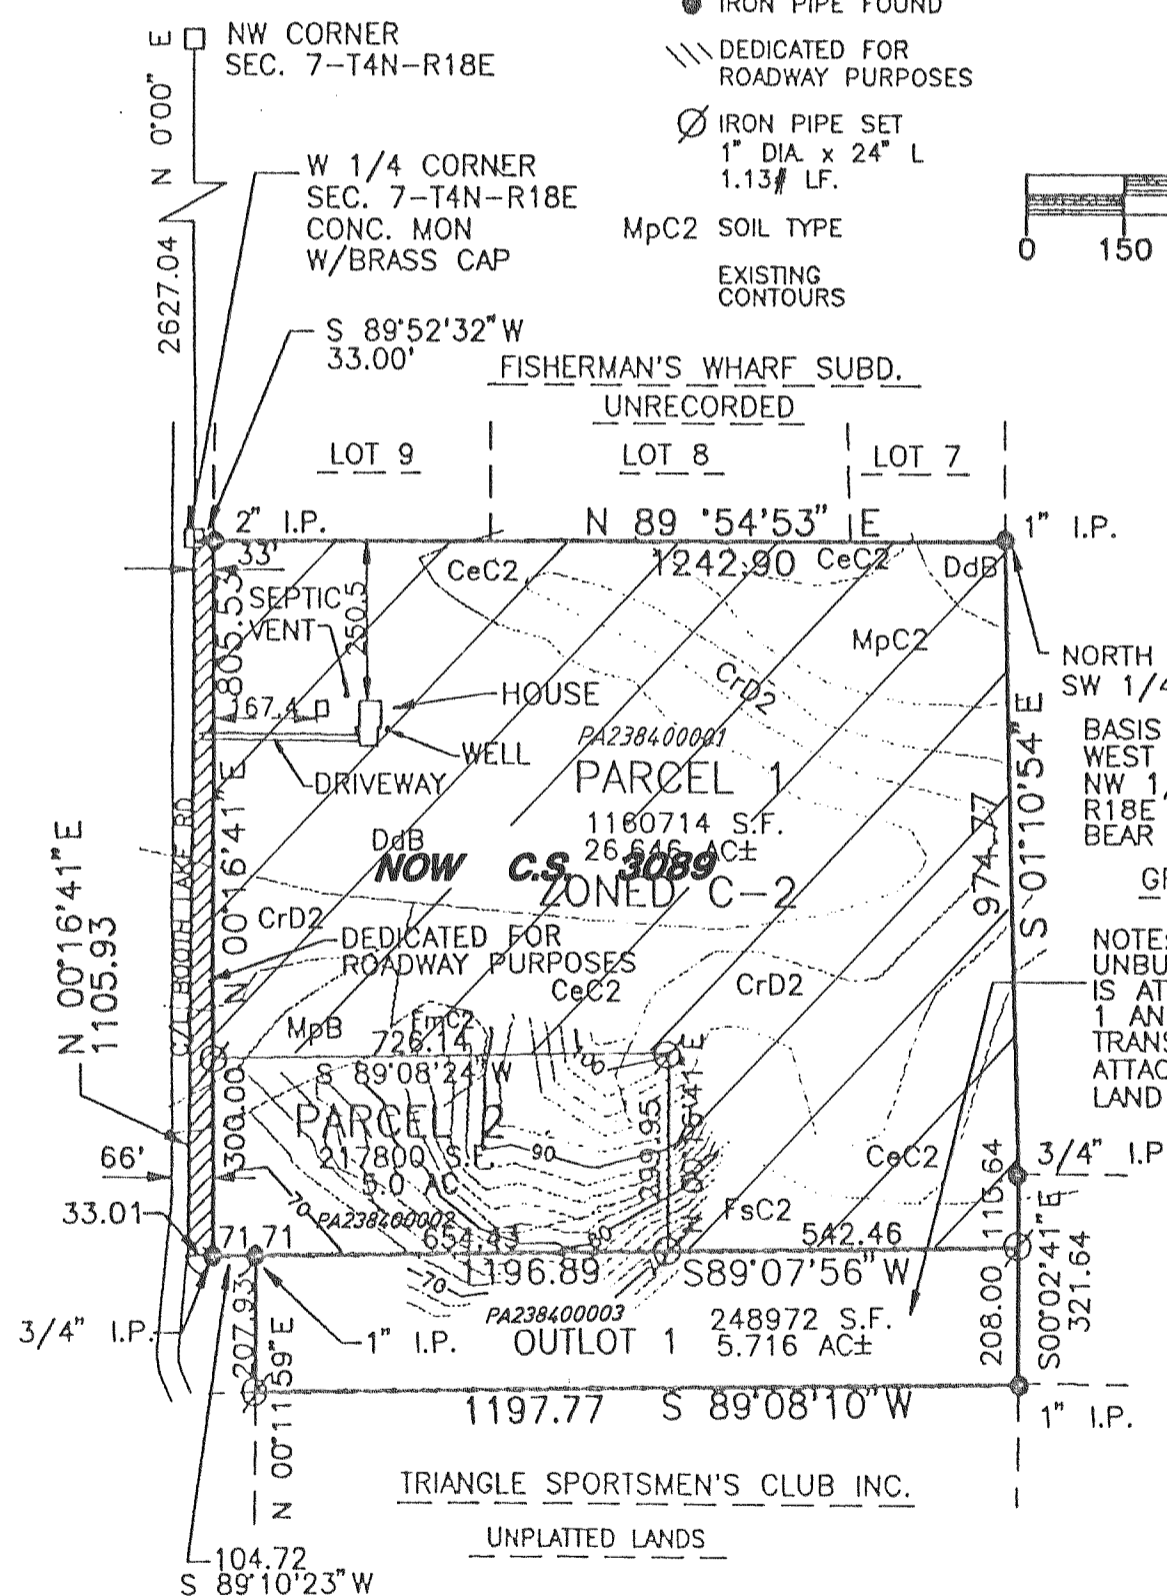 IRON PIPE FOUND
NW CORNER
SEC. 7-T4N-R18E
DEDICATED FOR
ROADWAY PURPOSES
N 0°00" E
IRON PIPE SET
1" DIA. x 24" L
1.13# LF.
W 1/4 CORNER
SEC. 7-T4N-R18E
CONC. MON
W/BRASS CAP
MpC2 SOIL TYPE
0 150
EXISTING
CONTOURS
2627.04
S 89°52'32" W
33.00'
FISHERMAN'S WHARF SUBD.
UNRECORDED
LOT 9
LOT 8
LOT 7
2" I.P.
N 89 °54'53" E
1" I.P.
33'
1242.90
CeC2
CeC2
DdB
805.53
SEPTIC
VENT
250.5
MpC2
CrD2
NORTH
SW 1/4
167.4
HOUSE
WELL
DRIVEWAY
PA238400001
PARCEL 1
1160714 S.F.
26.646 AC±
ZONED C-2
NOW C.S. 3089
BASIS
WEST
NW 1/
R18E
BEAR
S 01°10'54" E
974.77
DdB
N 00°16'41" E
C/L BOOTH LAKE RD
N 00°16'41" E
1105.93
CrD2
DEDICATED FOR
ROADWAY PURPOSES
CeC2
CrD2
NOTES
UNBU
IS AT
1 AN
TRANS
ATTAC
LAND
MpB
FmC2
726.14
S 89°08'24" W
PARCEL 2
217800 S.F.
5.0 AC
PA238400002
300.00
90
299.95
CeC2
3/4" I.P
115.64
66'
33.01
70
FsC2
71.71
654.43
542.46
1196.89
S89°07'56" W
70
PA238400003
OUTLOT 1
248972 S.F.
5.716 AC±
208.00
S00°02'41" E
321.64
3/4" I.P.
1" I.P.
207.93
N 00°11'59" E
1197.77
S 89°08'10" W
1" I.P.
TRIANGLE SPORTSMEN'S CLUB INC.
UNPLATTED LANDS
104.72
S 89°10'23" W